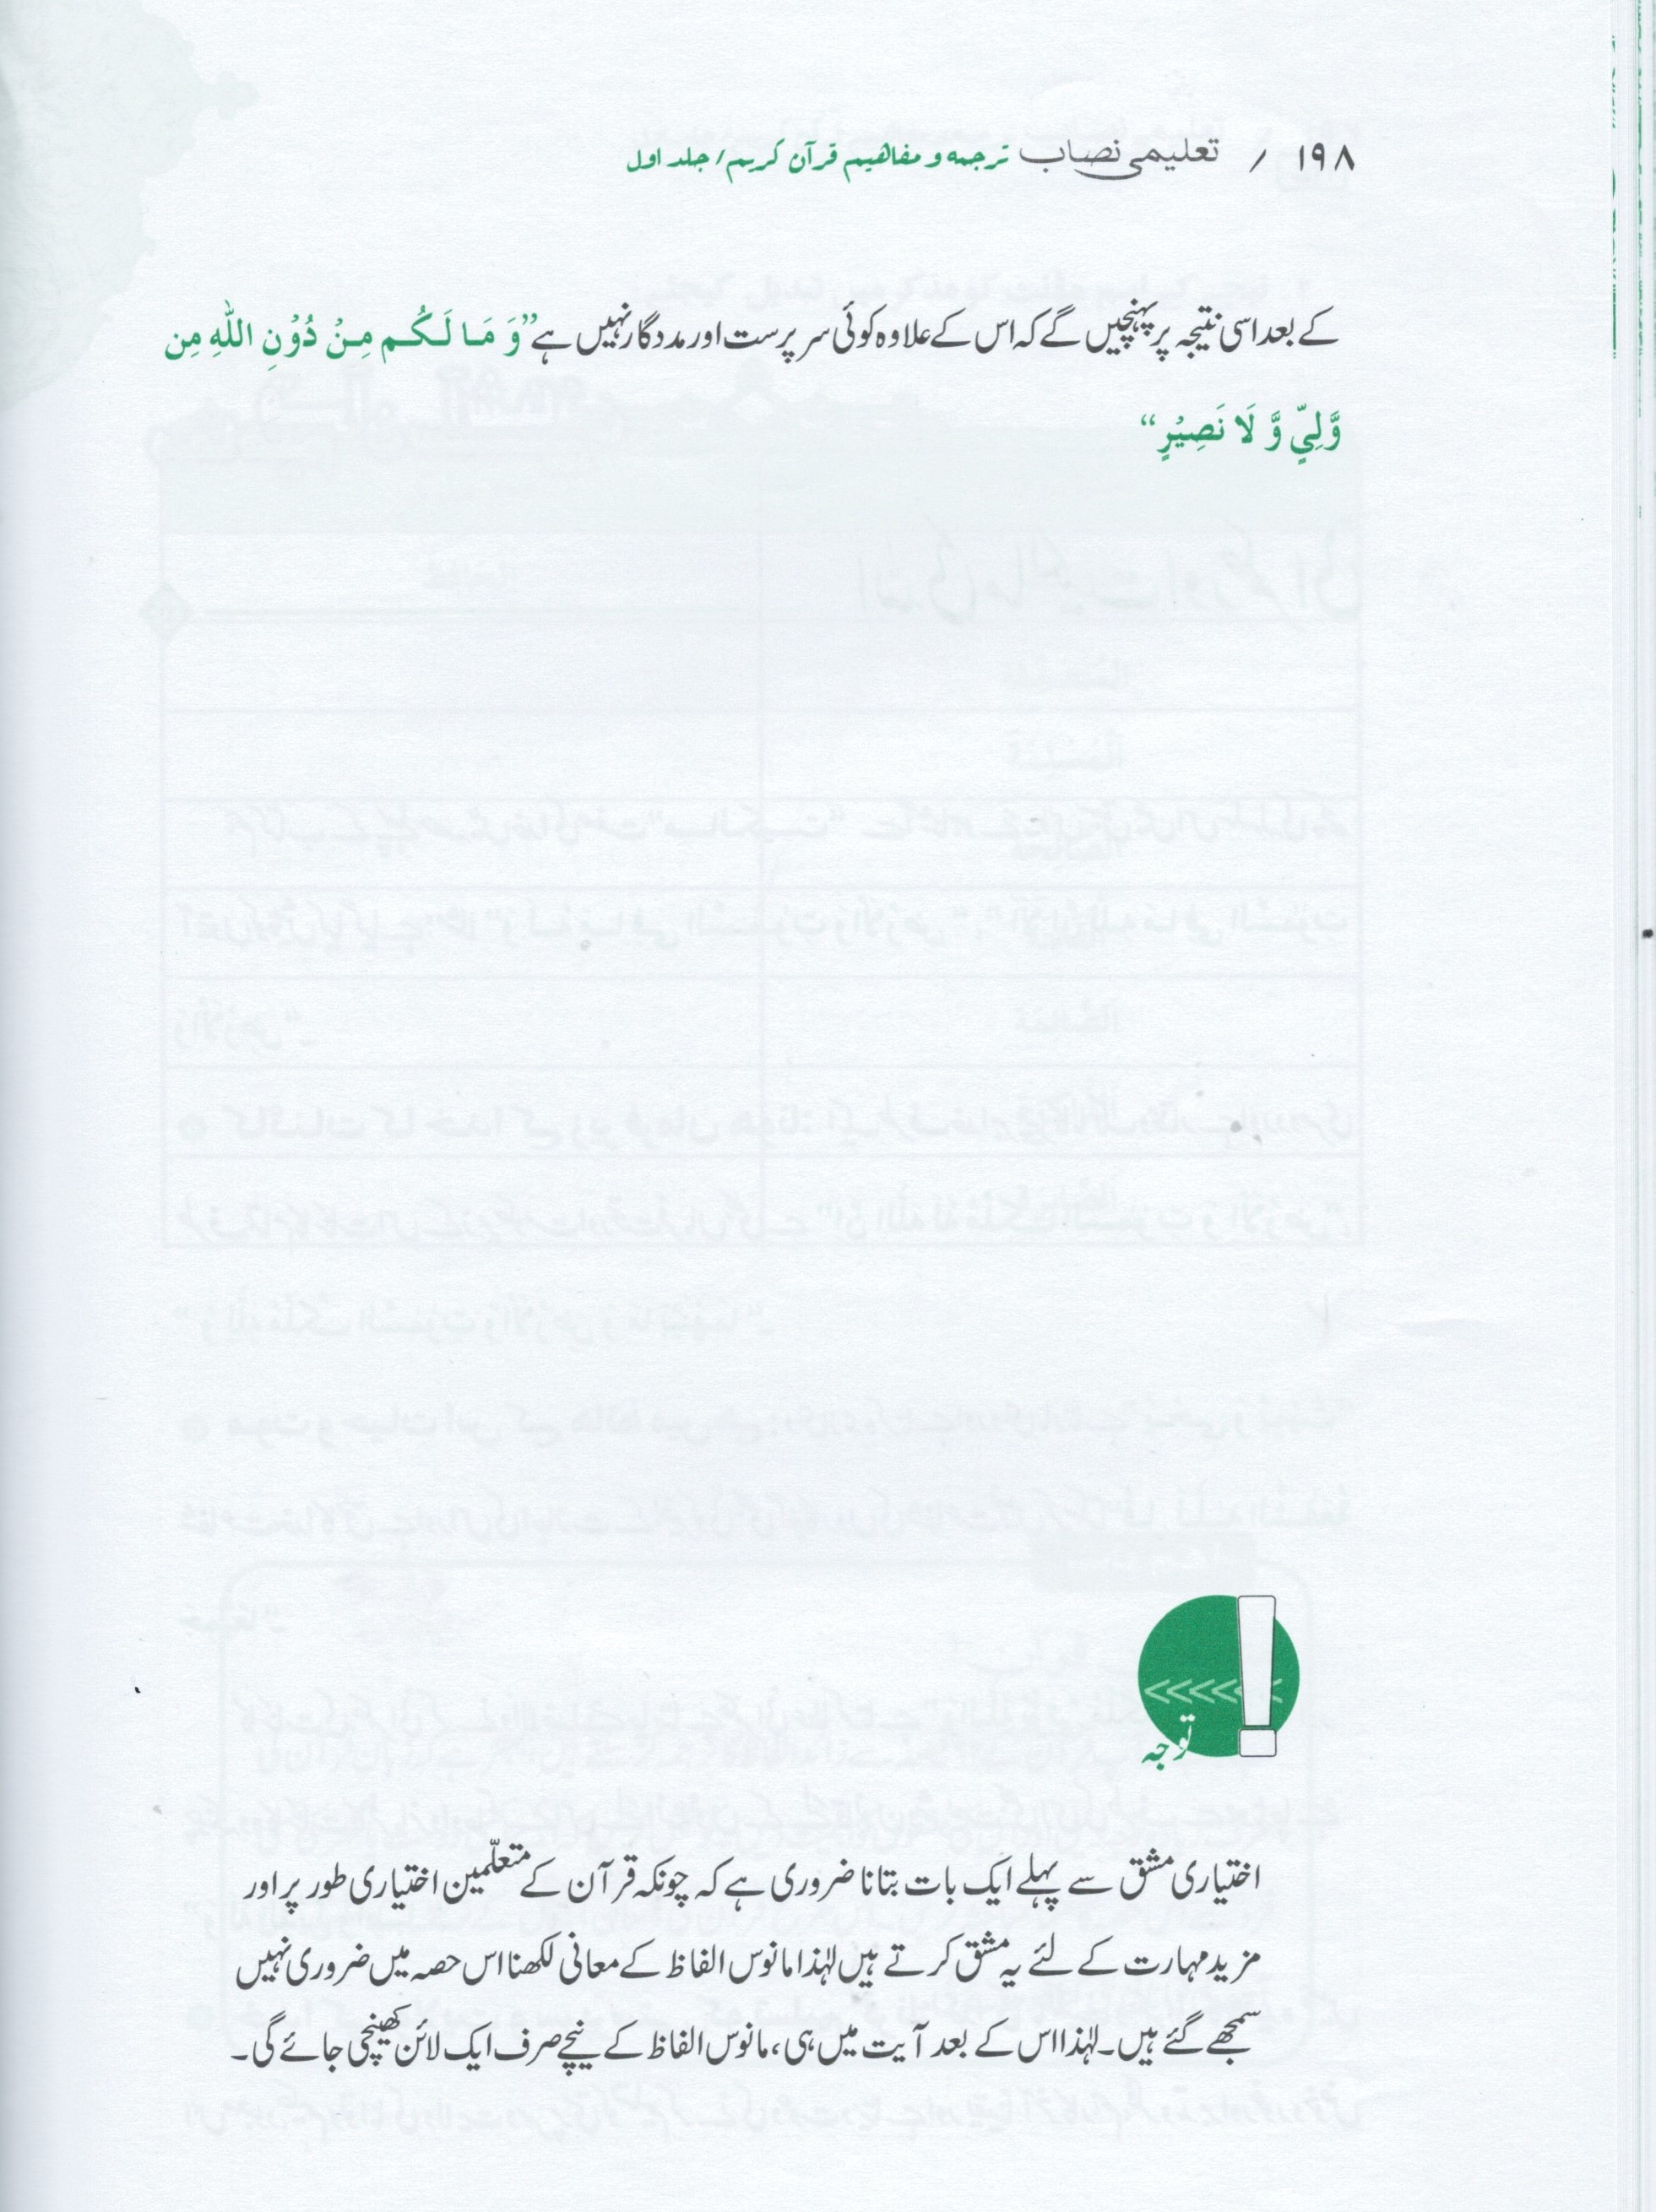 ۱۹۸ / تعلیمی نصاب ترجمه و مفاهیم قرآن کریم / جلد اول
کے بعد اسی نتیجہ پر پہنچیں گے کہ اس کے علاوہ کوئی سرپرست اور مددگار نہیں ہے ”وَ مَا لَكُم مِنْ دُوْنِ اللّٰهِ مِن
وَّلِيٍّ وَّ لَا نَصِيْرٍ“
توجہ
اختیاری مشق سے پہلے ایک بات بتانا ضروری ہے کہ چونکہ قرآن کے متعلّمین اختیاری طور پر اور
مزید مہارت کے لئے یہ مشق کرتے ہیں لہٰذا مانوس الفاظ کے معانی لکھنا اس حصہ میں ضروری نہیں
سمجھے گئے ہیں۔ لہٰذا اس کے بعد آیت میں ہی، مانوس الفاظ کے نیچے صرف ایک لائن کھینچی جائے گی۔